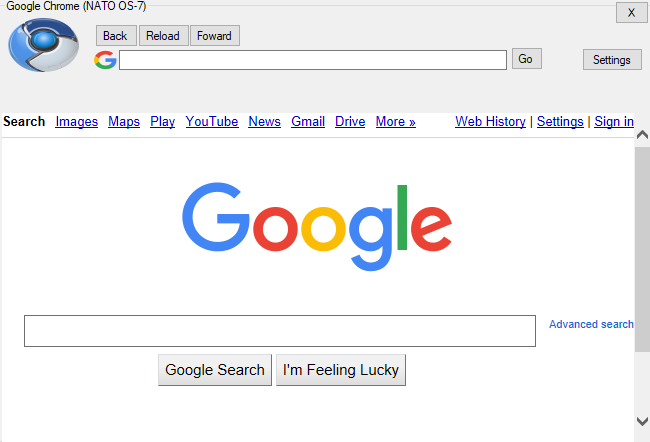 Google Chrome (NATO OS-7) X
Back Reload Foward
Go Settings
Search Images Maps Play YouTube News Gmail Drive More » Web History | Settings | Sign in
Google
Advanced search
Google Search I'm Feeling Lucky